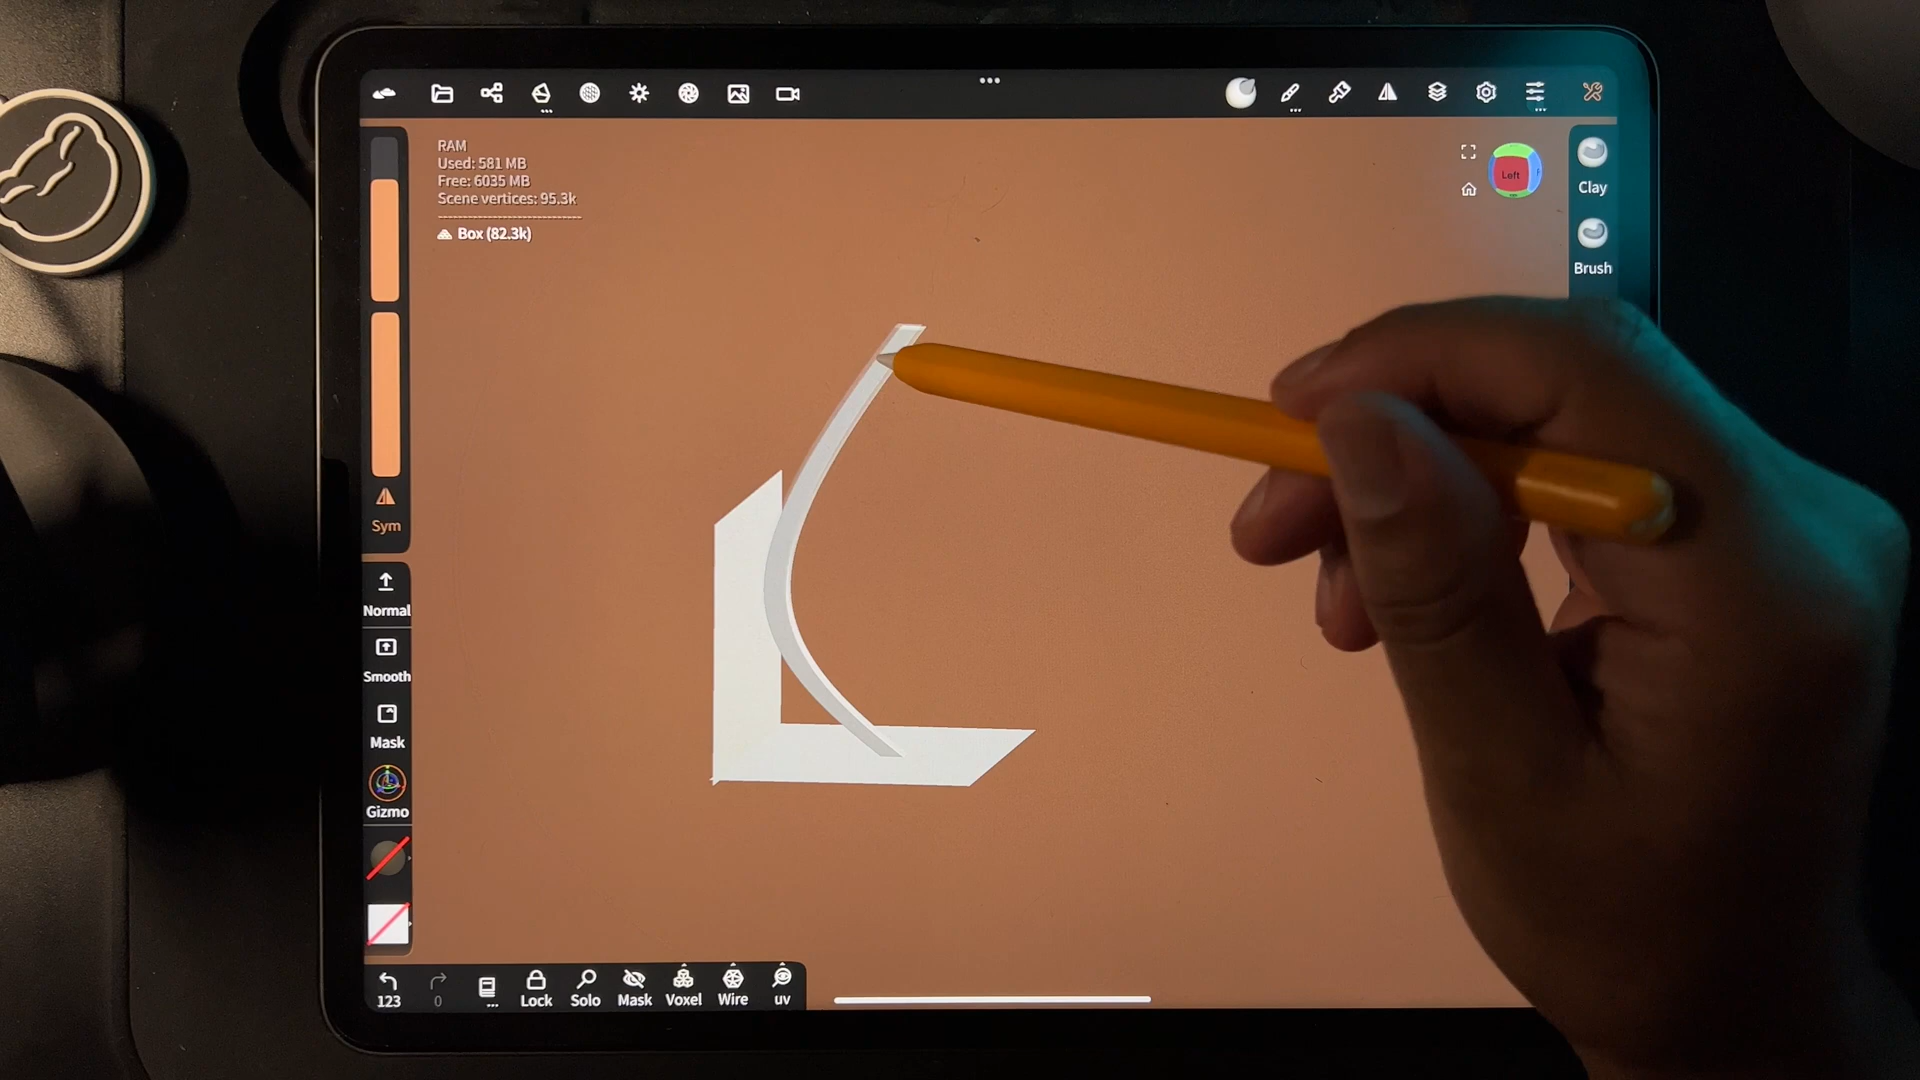 RAM
Used: 581 MB
Free: 6035 MB
Scene vertices: 95.3k
Box (82.3k)
Left
Clay
Brush
Sym
Normal
Smooth
Mask
Gizmo
123
0
Lock
Solo
Mask
Voxel
Wire
uv